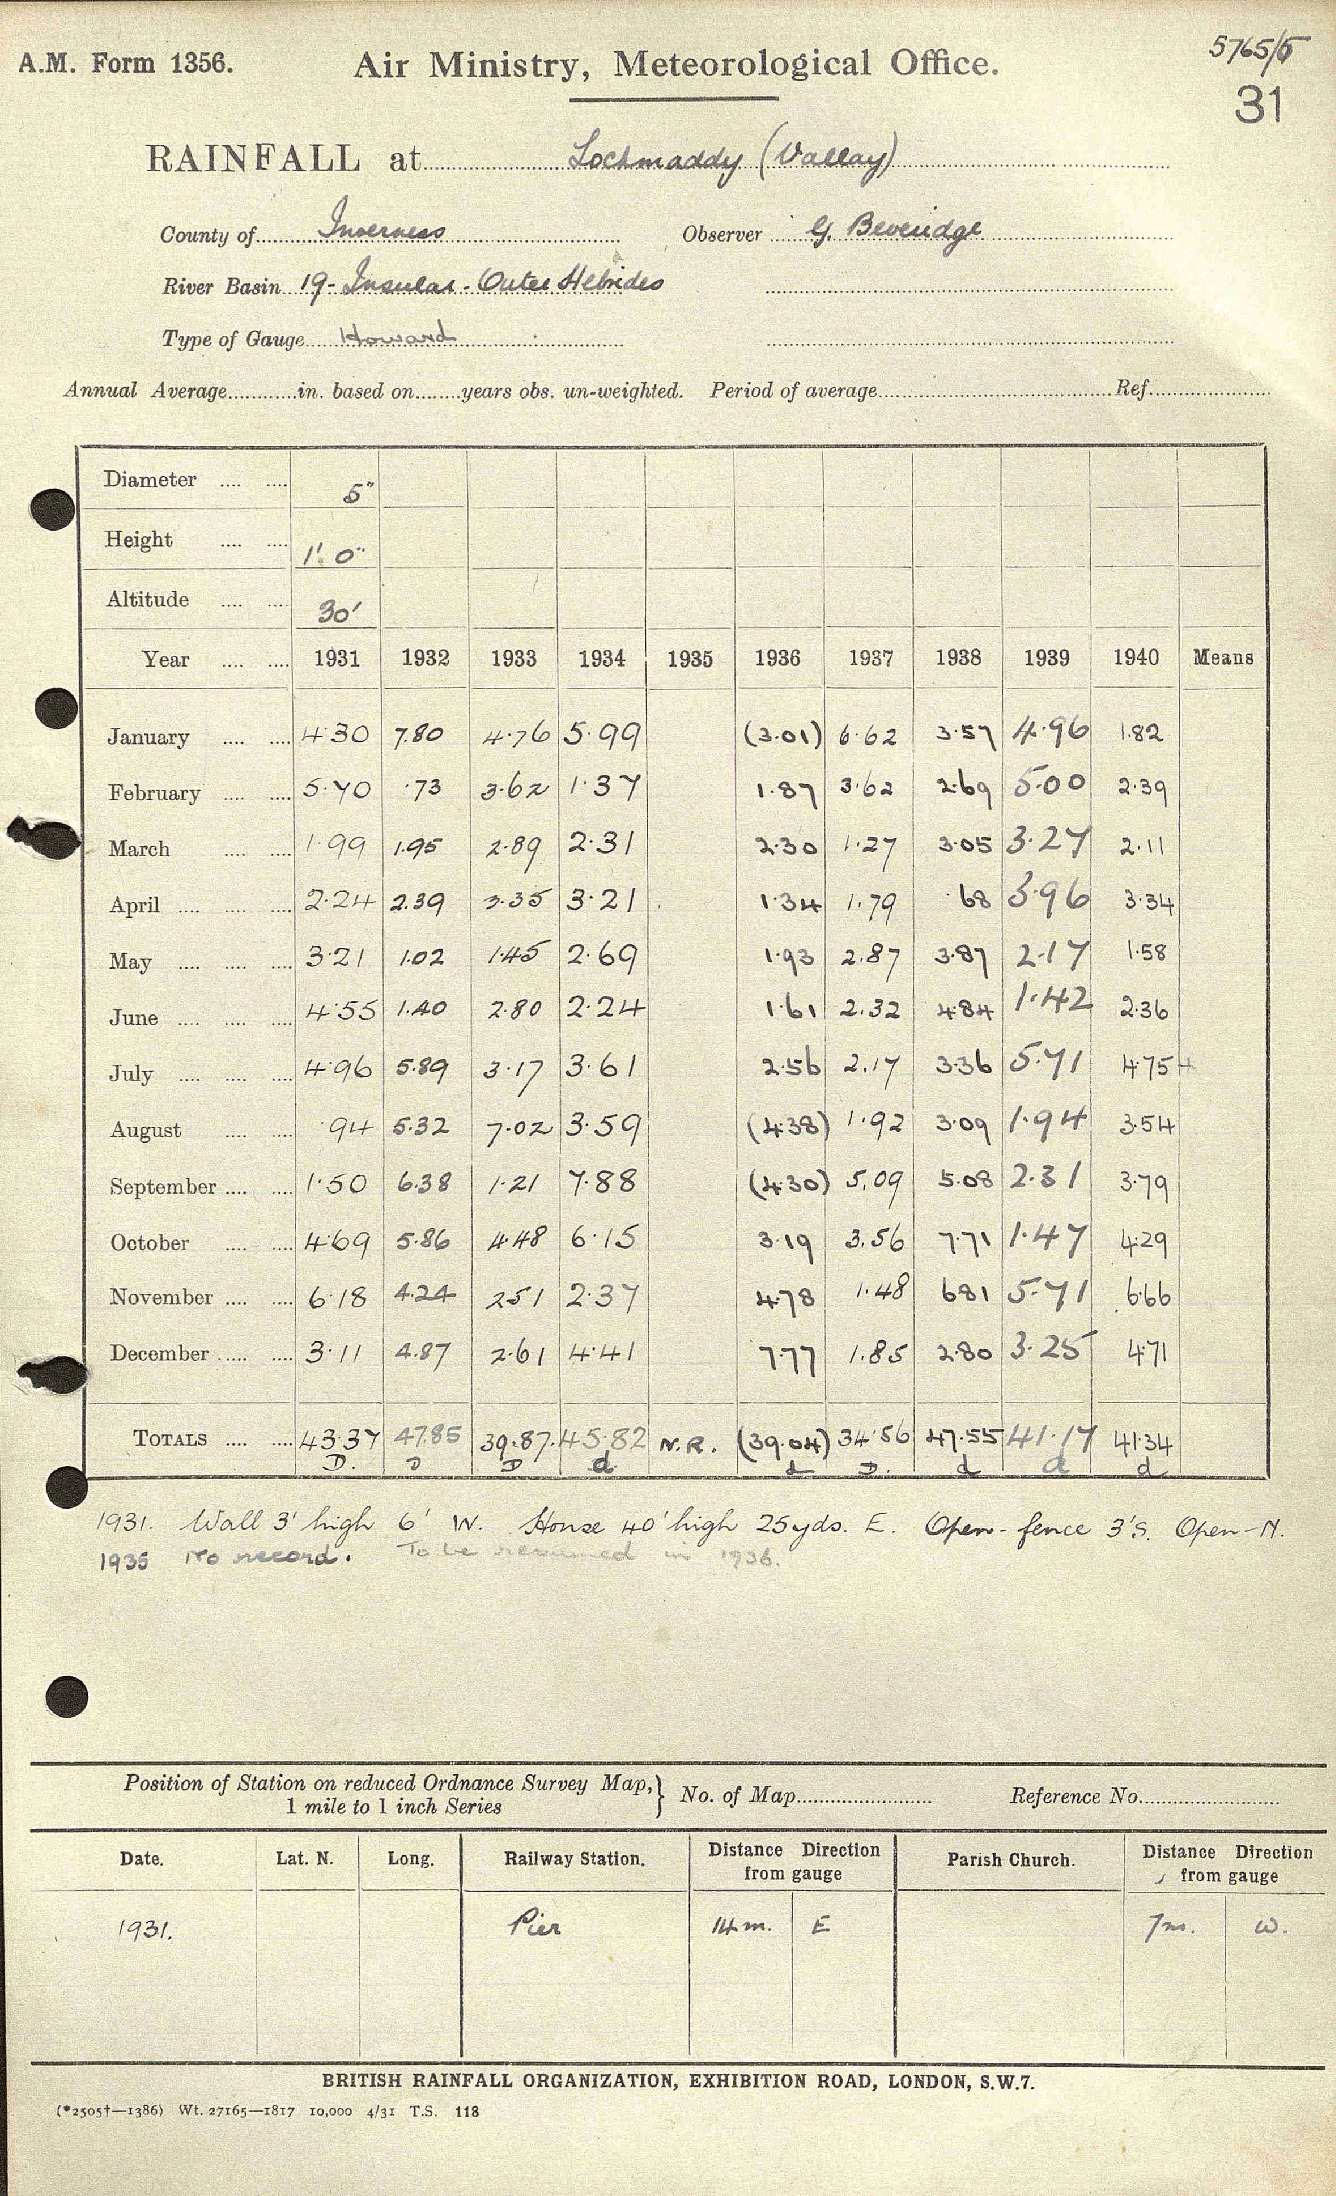 A.M. Form 1356. Air Ministry, Meteorological Office. 5765/5
31
RAINFALL at Lochmaddy (Vallay)
County of Inverness Observer G. Beveridge
River Basin 19- Insular - Outer Hebrides
Type of Gauge Howard
Annual Average in. based on years obs. un-weighted. Period of average Ref.
Diameter 5"
Height 1' 0"
Altitude 30'
Year 1931 1932 1933 1934 1935 1936 1937 1938 1939 1940 Means
January 4·30 7.80 4·76 5·99 (3·01) 6·62 3·57 4·96 1·82
February 5·70 ·73 3·62 1·37 1·87 3·62 2·69 5·00 2·39
March 1·99 1.95 2·89 2·31 2·30 1·27 3·05 3·27 2·11
April 2·24 2.39 3·35 3·21 1·34 1·79 ·68 3·96 3·34
May 3·21 1.02 1·45 2·69 1·93 2·87 3·87 2·17 1·58
June 4·55 1.40 2·80 2·24 1·61 2·32 4·84 1·42 2·36
July 4·96 5.89 3·17 3·61 2·56 2·17 3·36 5·71 4·75
August ·94 5.32 7·02 3·59 (4·38) 1·92 3·09 1·94 3·54
September 1·50 6.38 1·21 7·88 (4·30) 5.09 5·08 2·31 3·79
October 4·69 5.86 4·48 6·15 3·19 3.56 7·71 1·47 4·29
November 6·18 4.24 2·51 2·37 4·78 1·48 6·81 5·71 6·66
December 3·11 4.87 2·61 4·41 7·77 1.85 2·80 3·25 4·71
TOTALS 43·37 47.85 39·87 45·82 N.R. (39·04) 34·56 47·55 41·17 41·34
D. D D d d D. d d d
1931. Wall 3' high 6' W. House 40' high 25 yds. E. Open - fence 3' S. Open - N.
1935 No record. To be resumed in 1936.
Position of Station on reduced Ordnance Survey Map,} No. of Map Reference No.
1 mile to 1 inch Series
Date. Lat. N. Long. Railway Station. Distance Direction from gauge Parish Church. Distance Direction from gauge
1931. Pier 14 m. E 7 m. W.
BRITISH RAINFALL ORGANIZATION, EXHIBITION ROAD, LONDON, S.W.7.
(*2505†—1386) Wt. 27165—1817 10,000 4/31 T.S. 118